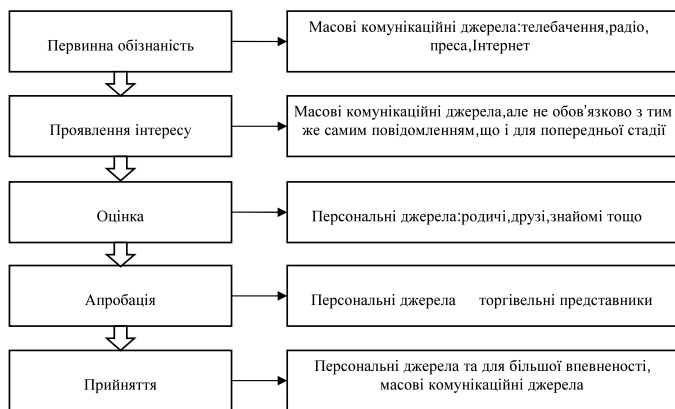 Первинна обізнаність
Масові комунікаційні джерела:телебачення,радіо,
преса,Інтернет
Проявлення інтересу
Масові комунікаційні джерела,але не обов’язково з тим
же самим повідомленням,що і для попередньої стадії
Оцінка
Персональні джерела:родичі,друзі,знайомі тощо
Апробація
Персональні джерела торгівельні представники
Прийняття
Персональні джерела та для більшої впевненості,
масові комунікаційні джерела